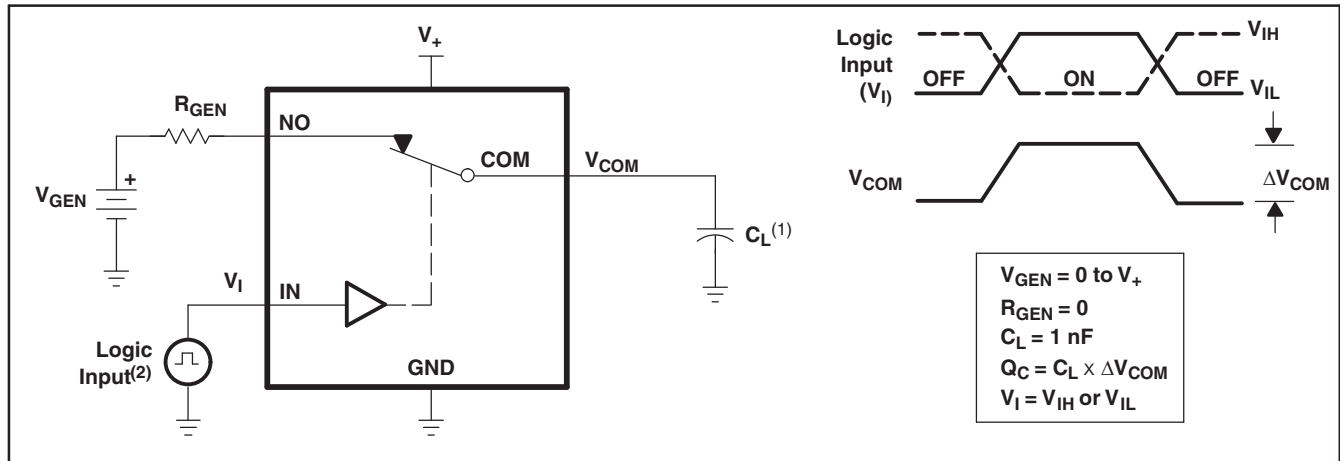 V+
RGEN
NO
COM
VCOM
VGEN
+
CL(1)
VI
IN
Logic
Input(2)
GND
Logic
Input
(VI)
OFF
ON
OFF
VIH
VIL
VCOM
ΔVCOM
VGEN = 0 to V+
RGEN = 0
CL = 1 nF
QC = CL x ΔVCOM
VI = VIH or VIL